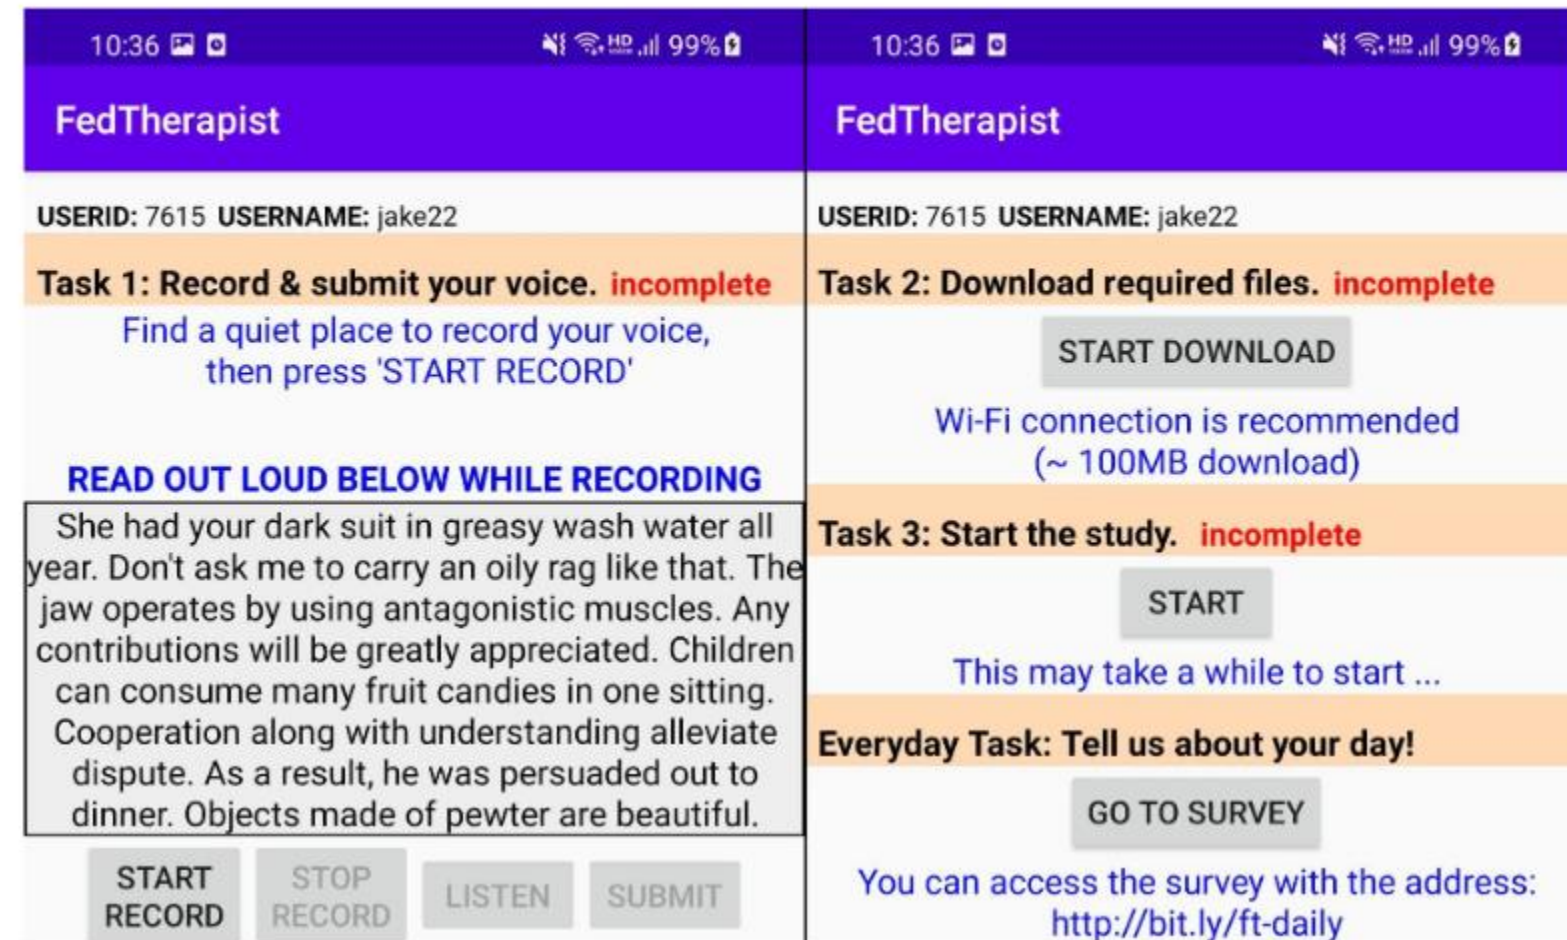 10:36 99%
FedTherapist
USERID: 7615 USERNAME: jake22
Task 1: Record & submit your voice. incomplete
Find a quiet place to record your voice,
then press 'START RECORD'
READ OUT LOUD BELOW WHILE RECORDING
She had your dark suit in greasy wash water all
year. Don't ask me to carry an oily rag like that. The
jaw operates by using antagonistic muscles. Any
contributions will be greatly appreciated. Children
can consume many fruit candies in one sitting.
Cooperation along with understanding alleviate
dispute. As a result, he was persuaded out to
dinner. Objects made of pewter are beautiful.
START
RECORD
STOP
RECORD
LISTEN
SUBMIT
10:36 99%
FedTherapist
USERID: 7615 USERNAME: jake22
Task 2: Download required files. incomplete
START DOWNLOAD
Wi-Fi connection is recommended
(~ 100MB download)
Task 3: Start the study. incomplete
START
This may take a while to start ...
Everyday Task: Tell us about your day!
GO TO SURVEY
You can access the survey with the address:
http://bit.ly/ft-daily